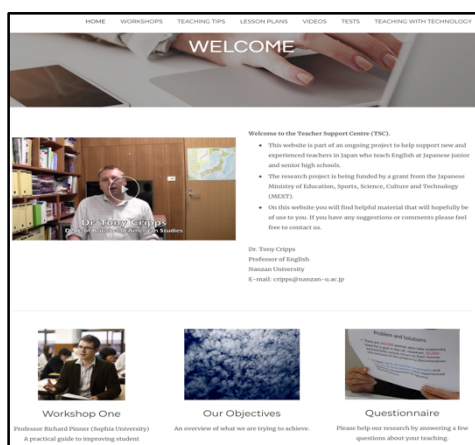 HOME WORKSHOPS TEACHING TIPS LESSON PLANS VIDEOS TESTS TEACHING WITH TECHNOLOGY
WELCOME
Welcome to the Teacher Support Centre (TSC).
• This website is part of an ongoing project to help support new and
experienced teachers in Japan who teach English at Japanese junior
and senior high schools.
• The research project is being funded by a grant from the Japanese
Ministry of Education, Sports, Science, Culture and Technology
(MEXT).
• On this website you will find helpful material that will hopefully be
of use to you. If you have any suggestions or comments please feel
free to contact us.
Dr. Tony Cripps
Professor of English
Nanzan University
E-mail: cripps@nanzan-u.ac.jp
Dr. Tony Cripps
American Studies
Problem and Solutions
Workshop One
Professor Richard Pinner (Sophia University)
A practical guide to improving student
Our Objectives
An overview of what we are trying to achieve.
Questionnaire
Please help our research by answering a few
questions about your teaching.